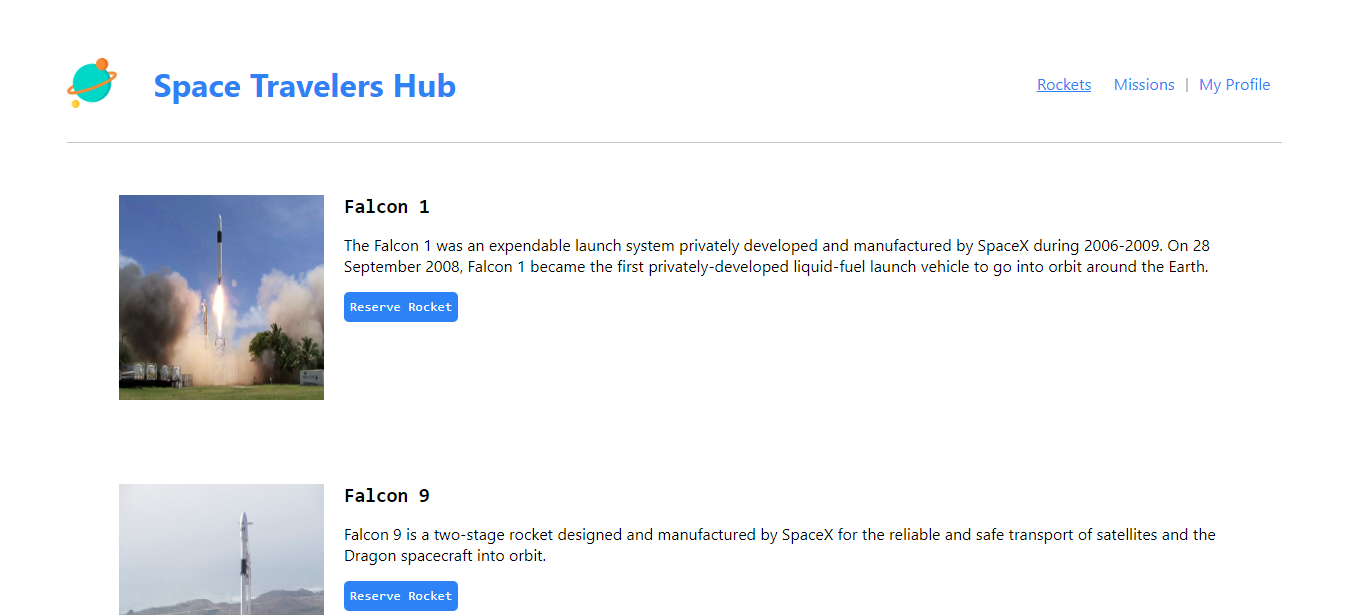 Space Travelers Hub
Rockets Missions | My Profile
Falcon 1
The Falcon 1 was an expendable launch system privately developed and manufactured by SpaceX during 2006-2009. On 28
September 2008, Falcon 1 became the first privately-developed liquid-fuel launch vehicle to go into orbit around the Earth.
Reserve Rocket
Falcon 9
Falcon 9 is a two-stage rocket designed and manufactured by SpaceX for the reliable and safe transport of satellites and the
Dragon spacecraft into orbit.
Reserve Rocket